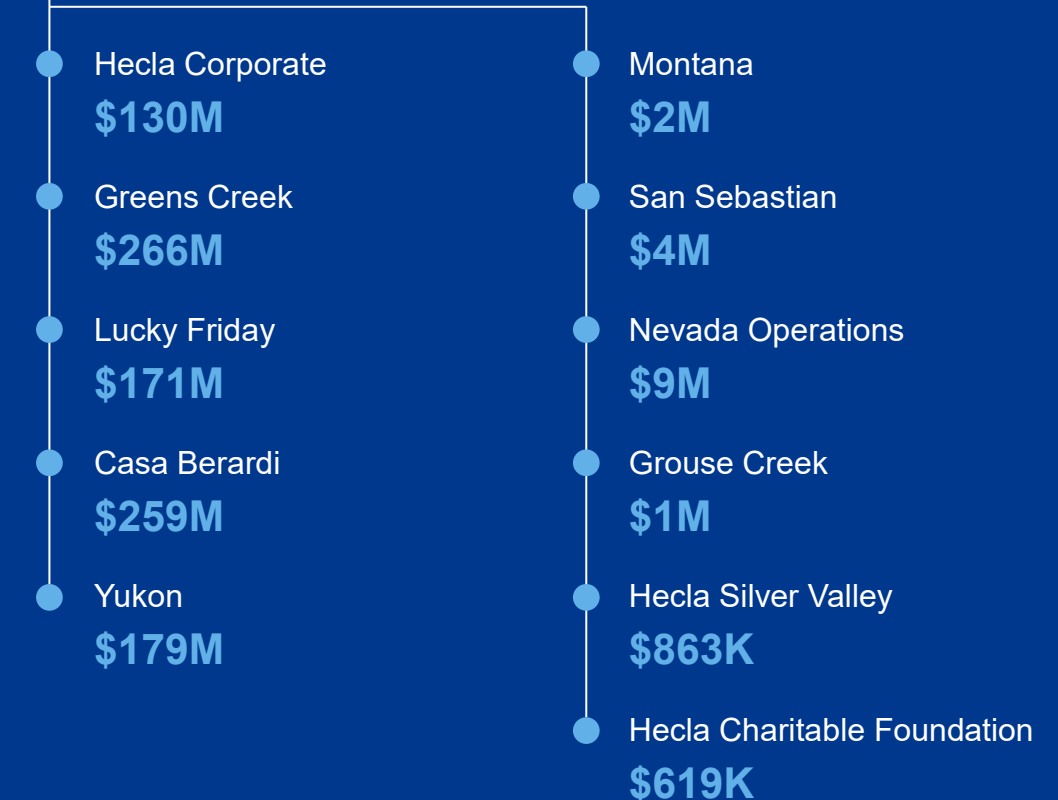 Hecla Corporate
$130M
Greens Creek
$266M
Lucky Friday
$171M
Casa Berardi
$259M
Yukon
$179M
Montana
$2M
San Sebastian
$4M
Nevada Operations
$9M
Grouse Creek
$1M
Hecla Silver Valley
$863K
Hecla Charitable Foundation
$619K